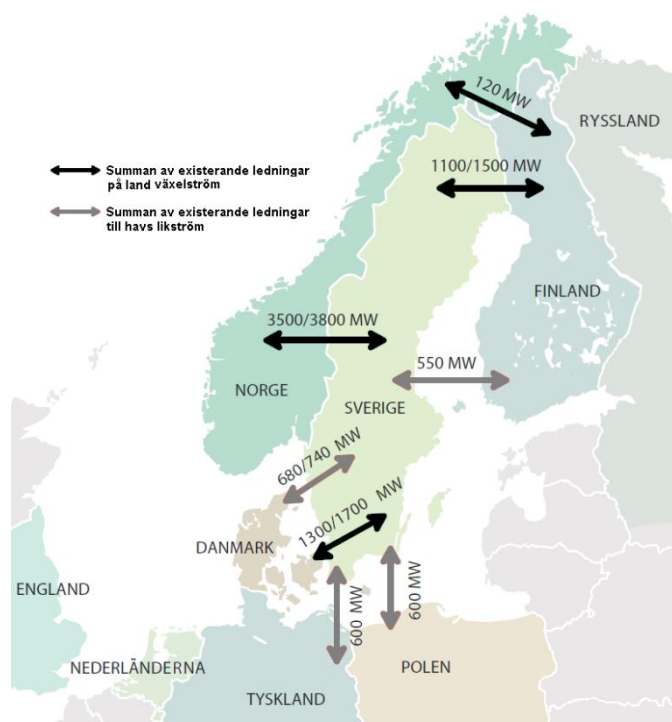 120 MW
RYSSLAND
Summan av existerande ledningar
på land växelström
1100/1500 MW
Summan av existerande ledningar
till havs likström
FINLAND
3500/3800 MW
550 MW
NORGE
SVERIGE
680/740 MW
1300/1700 MW
DANMARK
ENGLAND
600 MW
600 MW
NEDERLÄNDERNA
POLEN
TYSKLAND